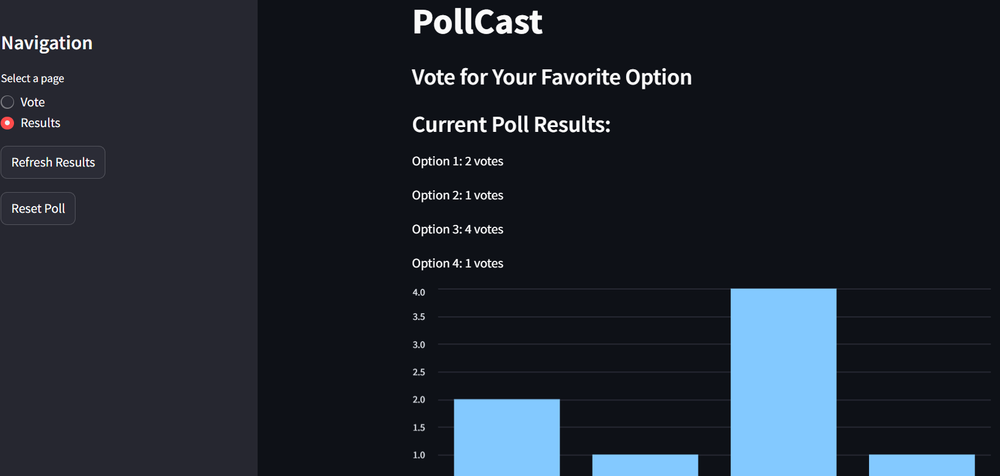 Navigation
Select a page
Vote
Results
Refresh Results
Reset Poll
PollCast
Vote for Your Favorite Option
Current Poll Results:
Option 1: 2 votes
Option 2: 1 votes
Option 3: 4 votes
Option 4: 1 votes
4.0
3.5
3.0
2.5
2.0
1.5
1.0